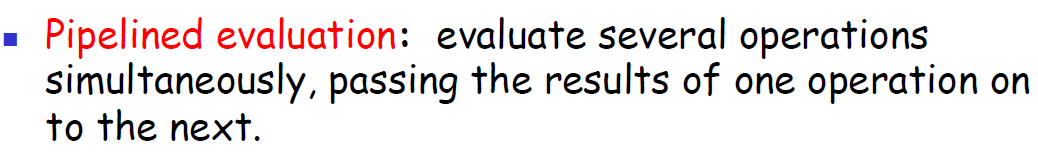 ▪ Pipelined evaluation: evaluate several operations
simultaneously, passing the results of one operation on
to the next.